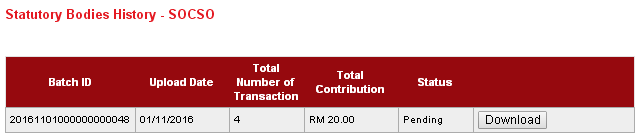 Statutory Bodies History - SOCSO
Batch ID Upload Date Total Number of Transaction Total Contribution Status
20161101000000000048 01/11/2016 4 RM 20.00 Pending Download